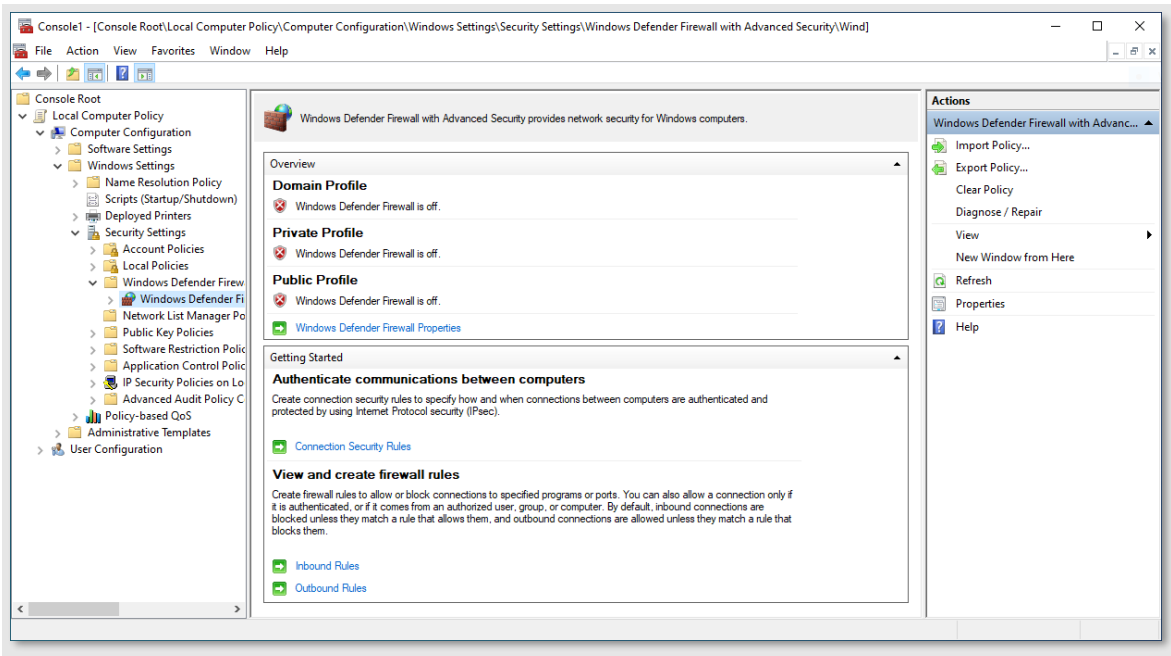 Console1 - [Console Root\Local Computer Policy\Computer Configuration\Windows Settings\Security Settings\Windows Defender Firewall with Advanced Security\Wind]
File Action View Favorites Window Help
Console Root
Local Computer Policy
Computer Configuration
Software Settings
Windows Settings
Name Resolution Policy
Scripts (Startup/Shutdown)
Deployed Printers
Security Settings
Account Policies
Local Policies
Windows Defender Firew
Windows Defender Fi
Network List Manager Po
Public Key Policies
Software Restriction Polic
Application Control Polic
IP Security Policies on Lo
Advanced Audit Policy C
Policy-based QoS
Administrative Templates
User Configuration
Windows Defender Firewall with Advanced Security provides network security for Windows computers.
Overview
Domain Profile
Windows Defender Firewall is off.
Private Profile
Windows Defender Firewall is off.
Public Profile
Windows Defender Firewall is off.
Windows Defender Firewall Properties
Getting Started
Authenticate communications between computers
Create connection security rules to specify how and when connections between computers are authenticated and
protected by using Internet Protocol security (IPsec).
Connection Security Rules
View and create firewall rules
Create firewall rules to allow or block connections to specified programs or ports. You can also allow a connection only if
it is authenticated, or if it comes from an authorized user, group, or computer. By default, inbound connections are
blocked unless they match a rule that allows them, and outbound connections are allowed unless they match a rule that
blocks them.
Inbound Rules
Outbound Rules
Actions
Windows Defender Firewall with Advanc...
Import Policy...
Export Policy...
Clear Policy
Diagnose / Repair
View
New Window from Here
Refresh
Properties
Help